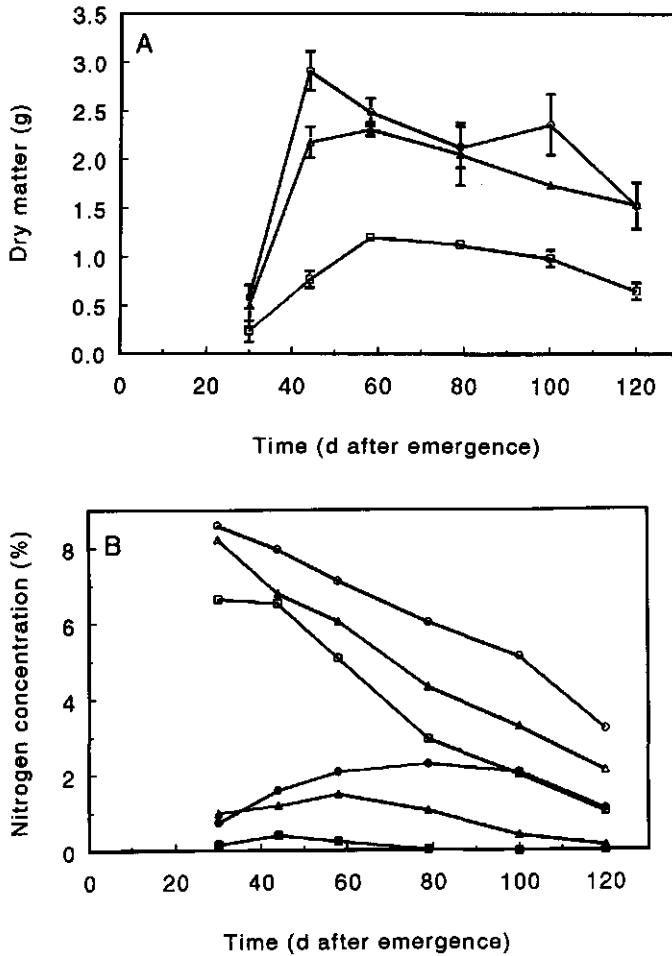 A
3.5
3.0
2.5
2.0
1.5
1.0
0.5
0.0
Dry matter (g)
0 20 40 60 80 100 120
Time (d after emergence)
B
8
6
4
2
0
Nitrogen concentration (%)
0 20 40 60 80 100 120
Time (d after emergence)